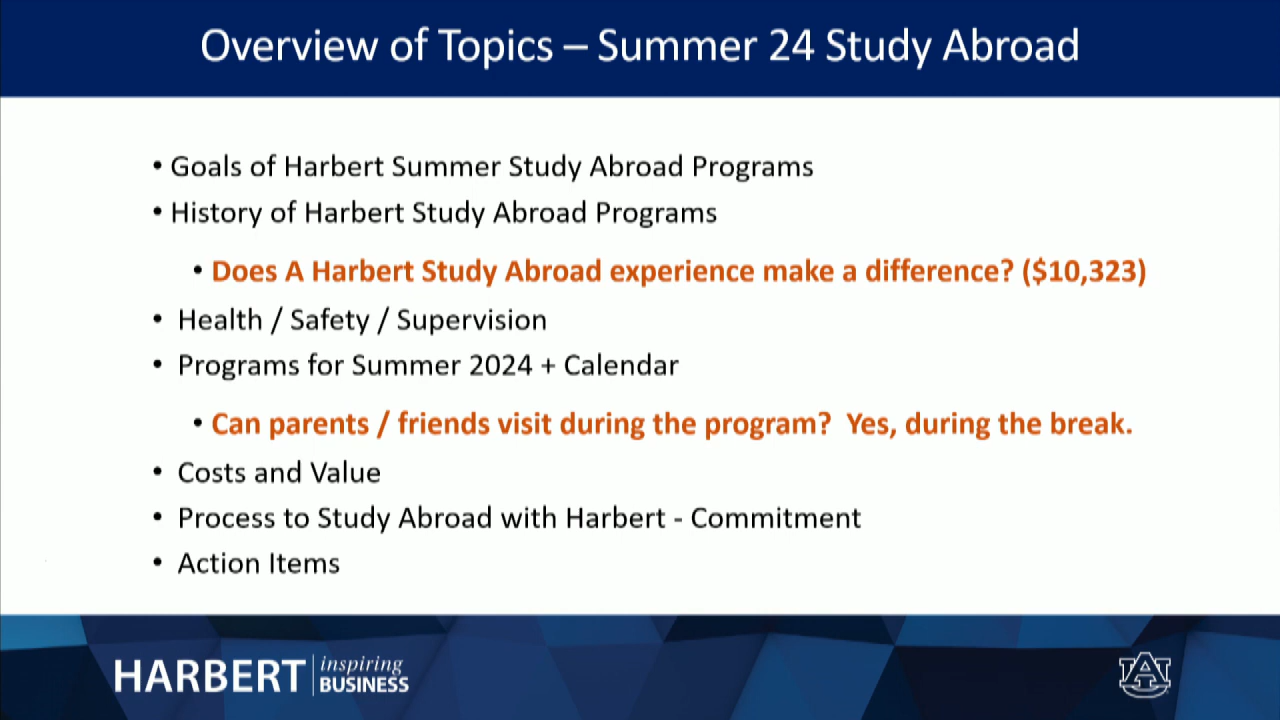 Overview of Topics – Summer 24 Study Abroad
• Goals of Harbert Summer Study Abroad Programs
• History of Harbert Study Abroad Programs
• Does A Harbert Study Abroad experience make a difference? ($10,323)
• Health / Safety / Supervision
• Programs for Summer 2024 + Calendar
• Can parents / friends visit during the program?  Yes, during the break.
• Costs and Value
• Process to Study Abroad with Harbert - Commitment
• Action Items
HARBERT inspiring
BUSINESS
AU